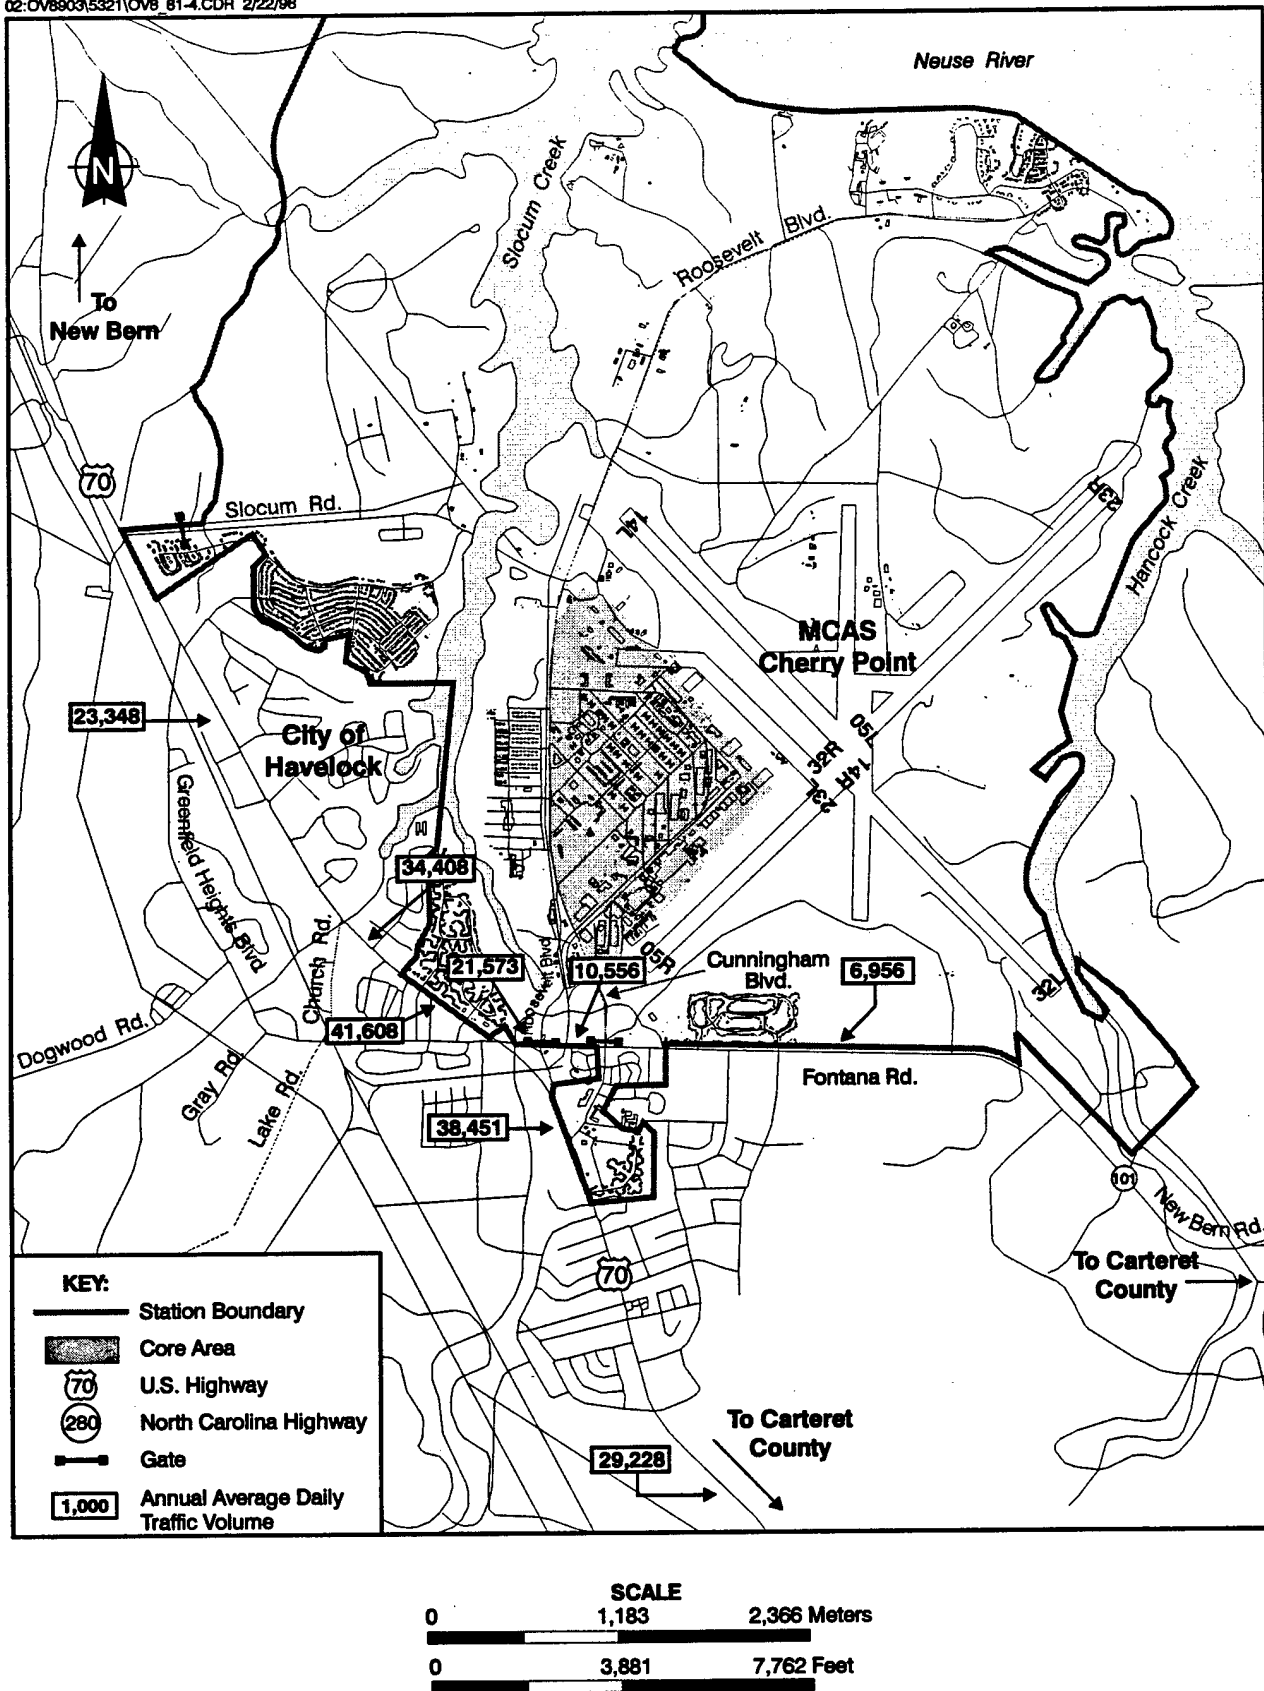 02:OV8903\5321\OV8_61-4.CDR 2/22/98
Neuse River
N
Slocum Creek
Roosevelt Blvd.
To
New Bern
70
Slocum Rd.
23R
14L
Hancock Creek
MCAS
Cherry Point
23,348
City of
Havelock
05L
32R
14R
23L
Greenfield Heights Blvd
34,408
Church Rd.
21,573
Roosevelt Blvd
10,556
05R
Cunningham
Blvd.
6,956
32L
41,608
Dogwood Rd.
Gray Rd.
Lake Rd.
Fontana Rd.
38,451
101
New Bern Rd.
To Carteret
County
70
KEY:
Station Boundary
Core Area
70 U.S. Highway
280 North Carolina Highway
Gate
1,000 Annual Average Daily
Traffic Volume
To Carteret
County
29,228
SCALE
0 1,183 2,366 Meters
0 3,881 7,762 Feet